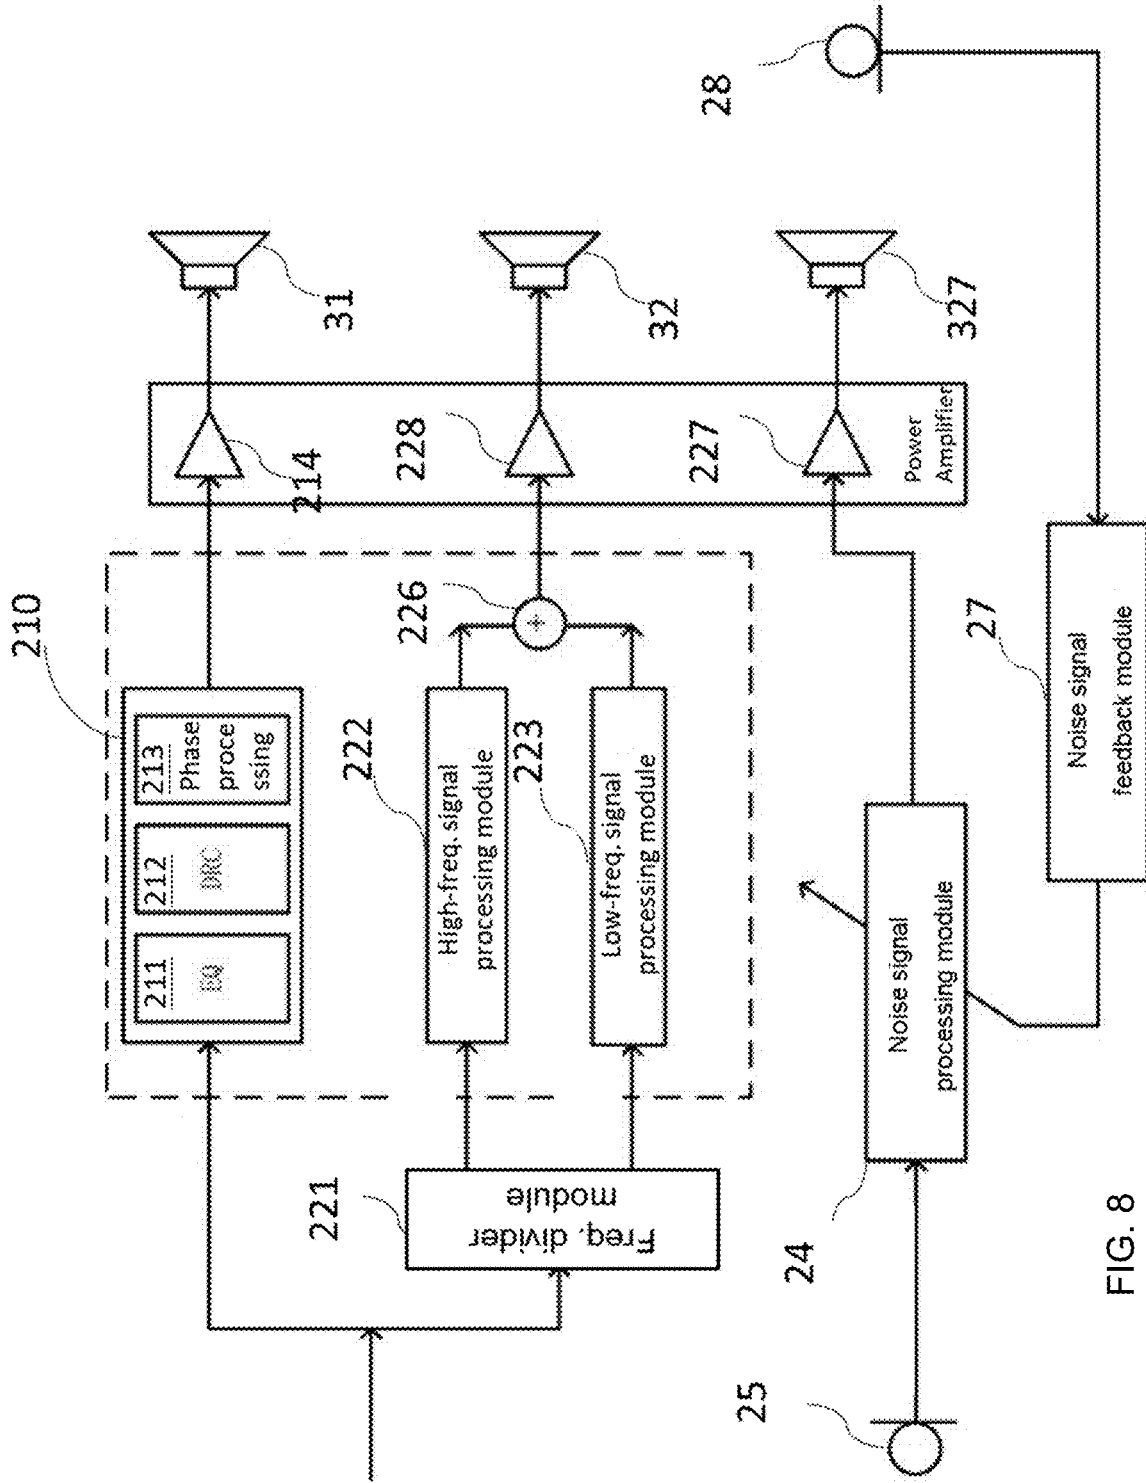 210
211
EQ
212
DRC
213
Phase
proce
ssing
214
31
221
Freq. divider
module
222
High-freq. signal
processing module
223
Low-freq. signal
processing module
226
228
32
227
327
Power
Amplifier
24
Noise signal
processing module
25
27
Noise signal
feedback module
28
FIG. 8
+